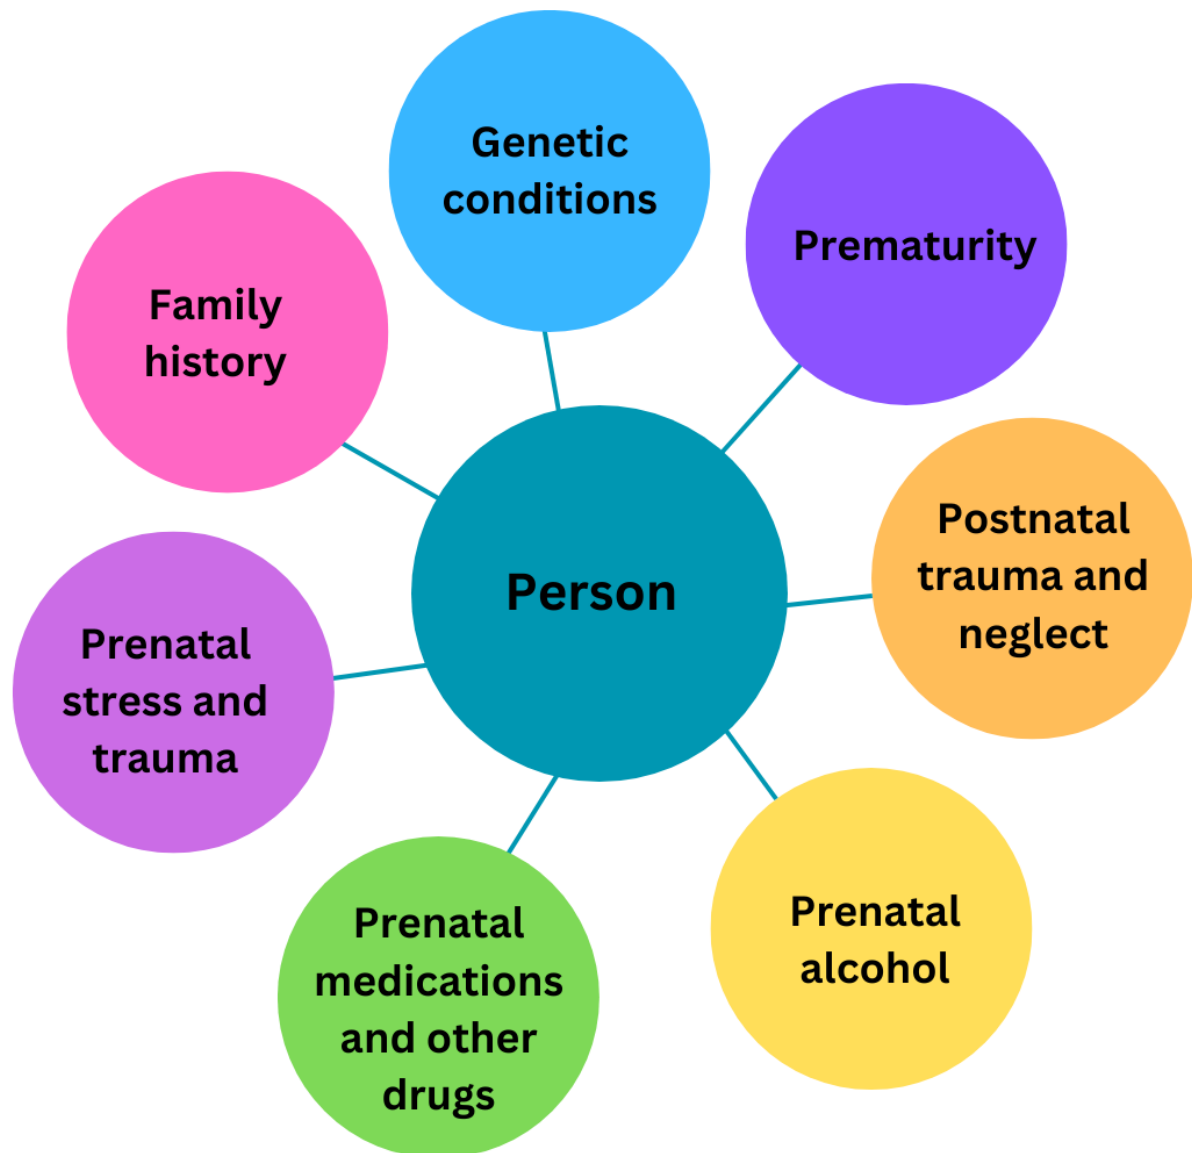 Genetic
conditions
Prematurity
Family
history
Postnatal
trauma and
neglect
Person
Prenatal
stress and
trauma
Prenatal
alcohol
Prenatal
medications
and other
drugs